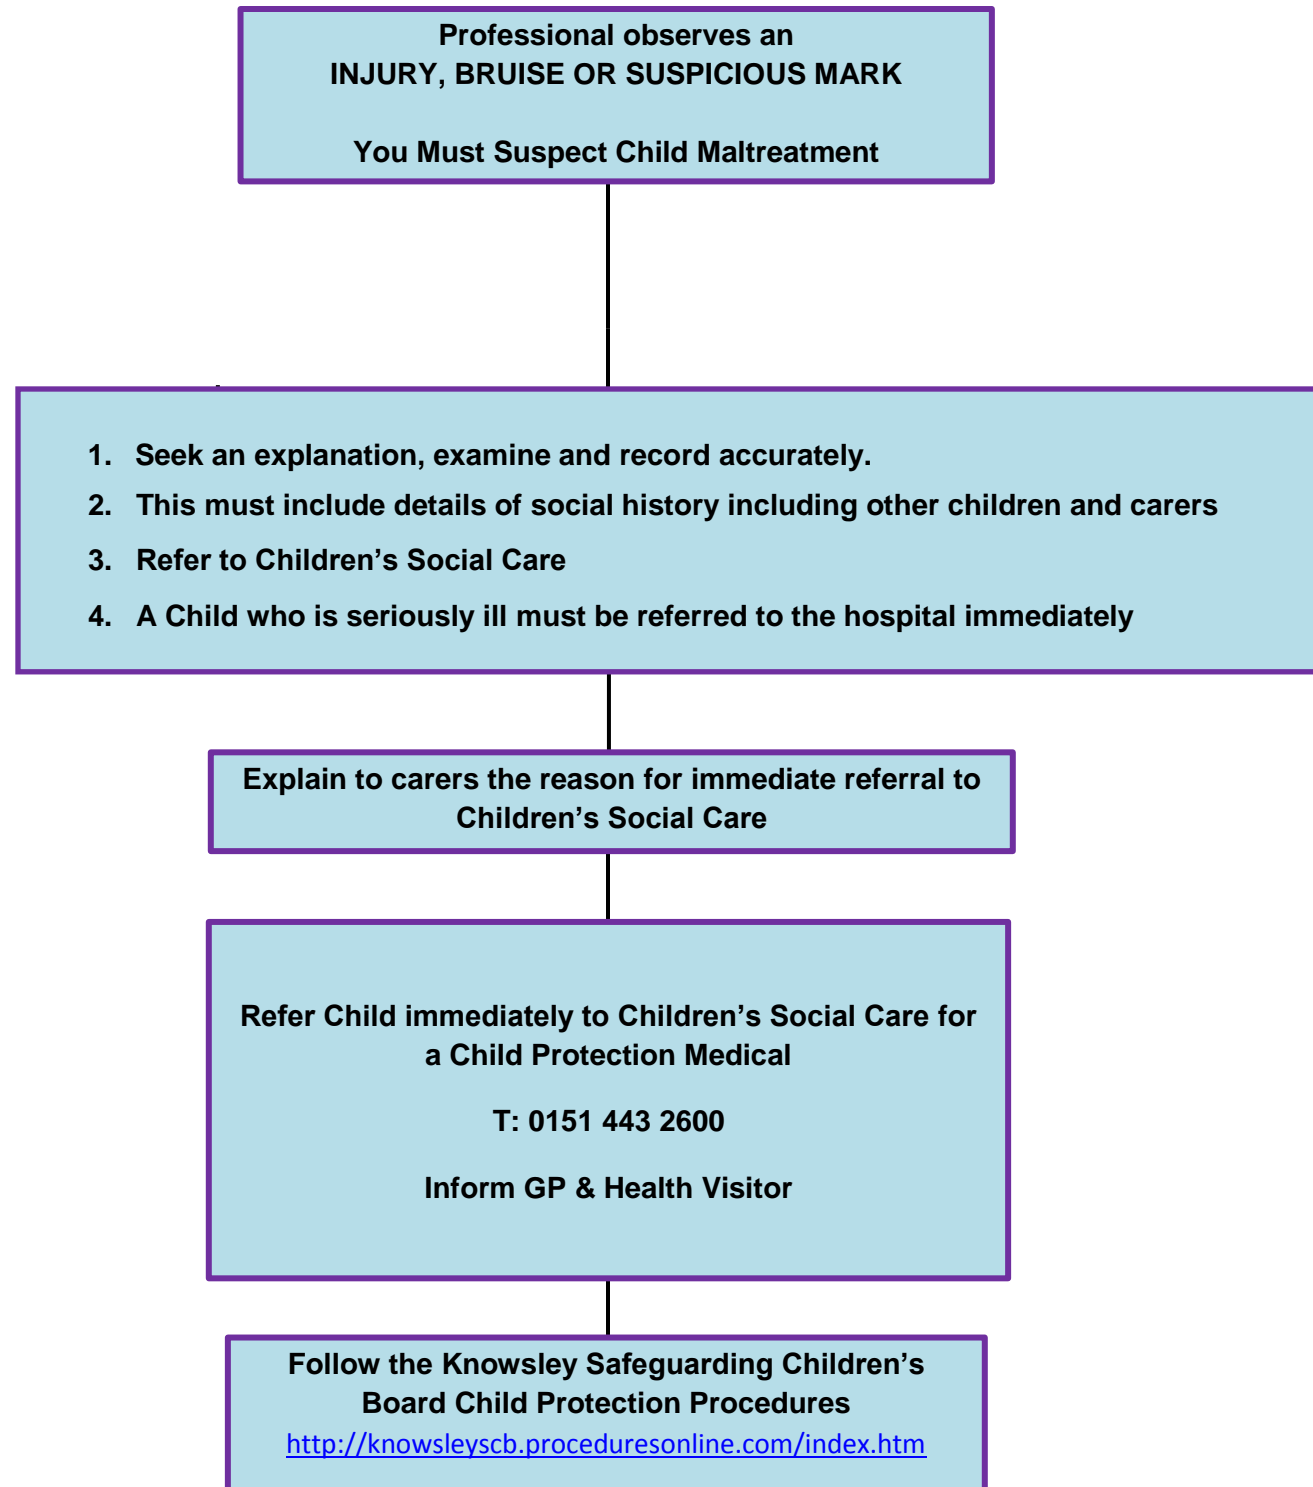 Professional observes an
INJURY, BRUISE OR SUSPICIOUS MARK
You Must Suspect Child Maltreatment
1. Seek an explanation, examine and record accurately.
2. This must include details of social history including other children and carers
3. Refer to Children’s Social Care
4. A Child who is seriously ill must be referred to the hospital immediately
Explain to carers the reason for immediate referral to
Children’s Social Care
Refer Child immediately to Children’s Social Care for
a Child Protection Medical
T: 0151 443 2600
Inform GP & Health Visitor
Follow the Knowsley Safeguarding Children’s
Board Child Protection Procedures
http://knowsleyscb.proceduresonline.com/index.htm